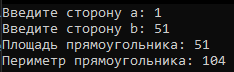 Введите сторону a: 1
Введите сторону b: 51
Площадь прямоугольника: 51
Периметр прямоугольника: 104